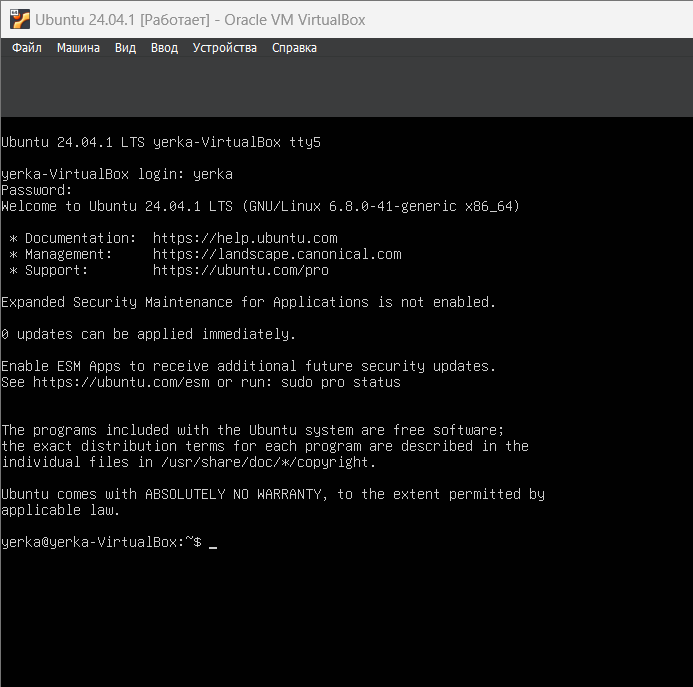 Ubuntu 24.04.1 [Работает] - Oracle VM VirtualBox
Файл Машина Вид Ввод Устройства Справка
Ubuntu 24.04.1 LTS yerka-VirtualBox tty5
yerka-VirtualBox login: yerka
Password:
Welcome to Ubuntu 24.04.1 LTS (GNU/Linux 6.8.0-41-generic x86_64)
* Documentation: https://help.ubuntu.com
* Management: https://landscape.canonical.com
* Support: https://ubuntu.com/pro
Expanded Security Maintenance for Applications is not enabled.
0 updates can be applied immediately.
Enable ESM Apps to receive additional future security updates.
See https://ubuntu.com/esm or run: sudo pro status
The programs included with the Ubuntu system are free software;
the exact distribution terms for each program are described in the
individual files in /usr/share/doc/*/copyright.
Ubuntu comes with ABSOLUTELY NO WARRANTY, to the extent permitted by
applicable law.
yerka@yerka-VirtualBox:~$ _